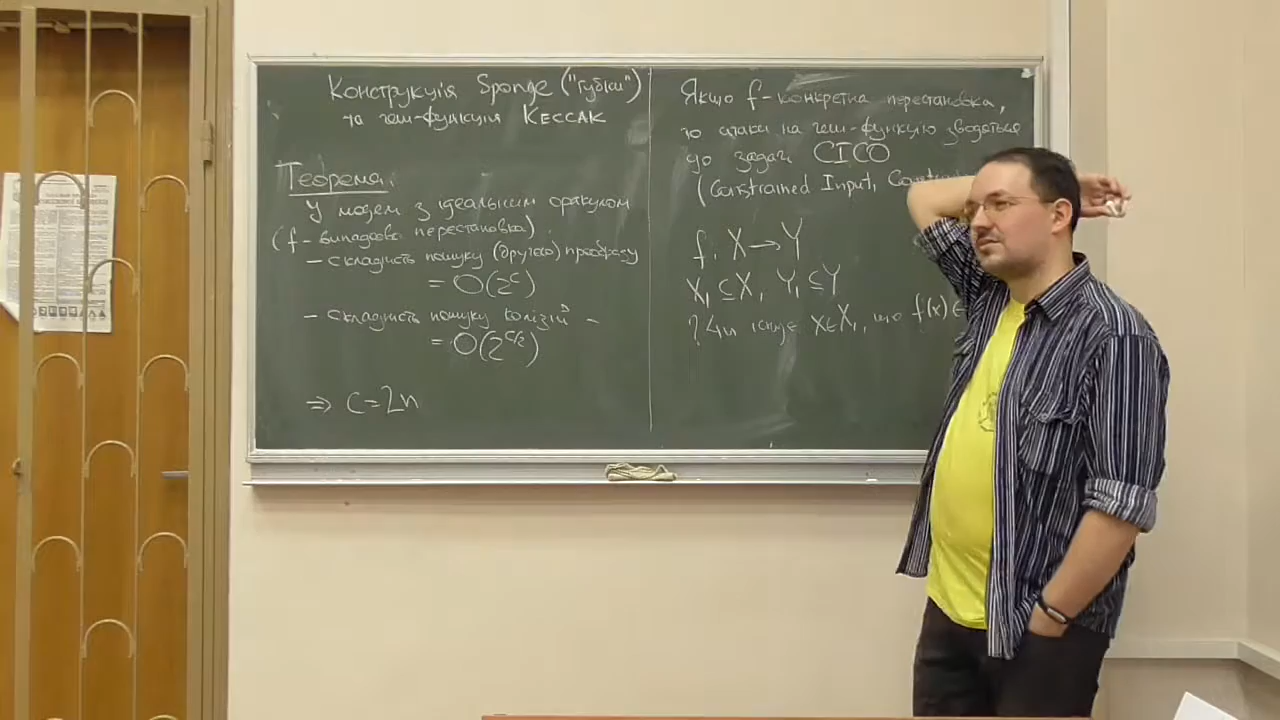 Конструкція Sponge ("Губки")
та геш-функція KECCAK
Теорема.
У моделі з ідеальним оракулом
(f - випадкова перестановка).
- складність пошуку (другого) прообразу
= O(2^c)
- складність пошуку колізій -
= O(2^{c/2})
⇒ c=2n
Якщо f - конкретна перестановка,
то атаки на геш-функцію зводяться
до задачі CICO
(Constrained Input,
f: X→Y
X₁⊆X, Y₁⊆Y
? Чи існує x∈X₁, що f(x)∈